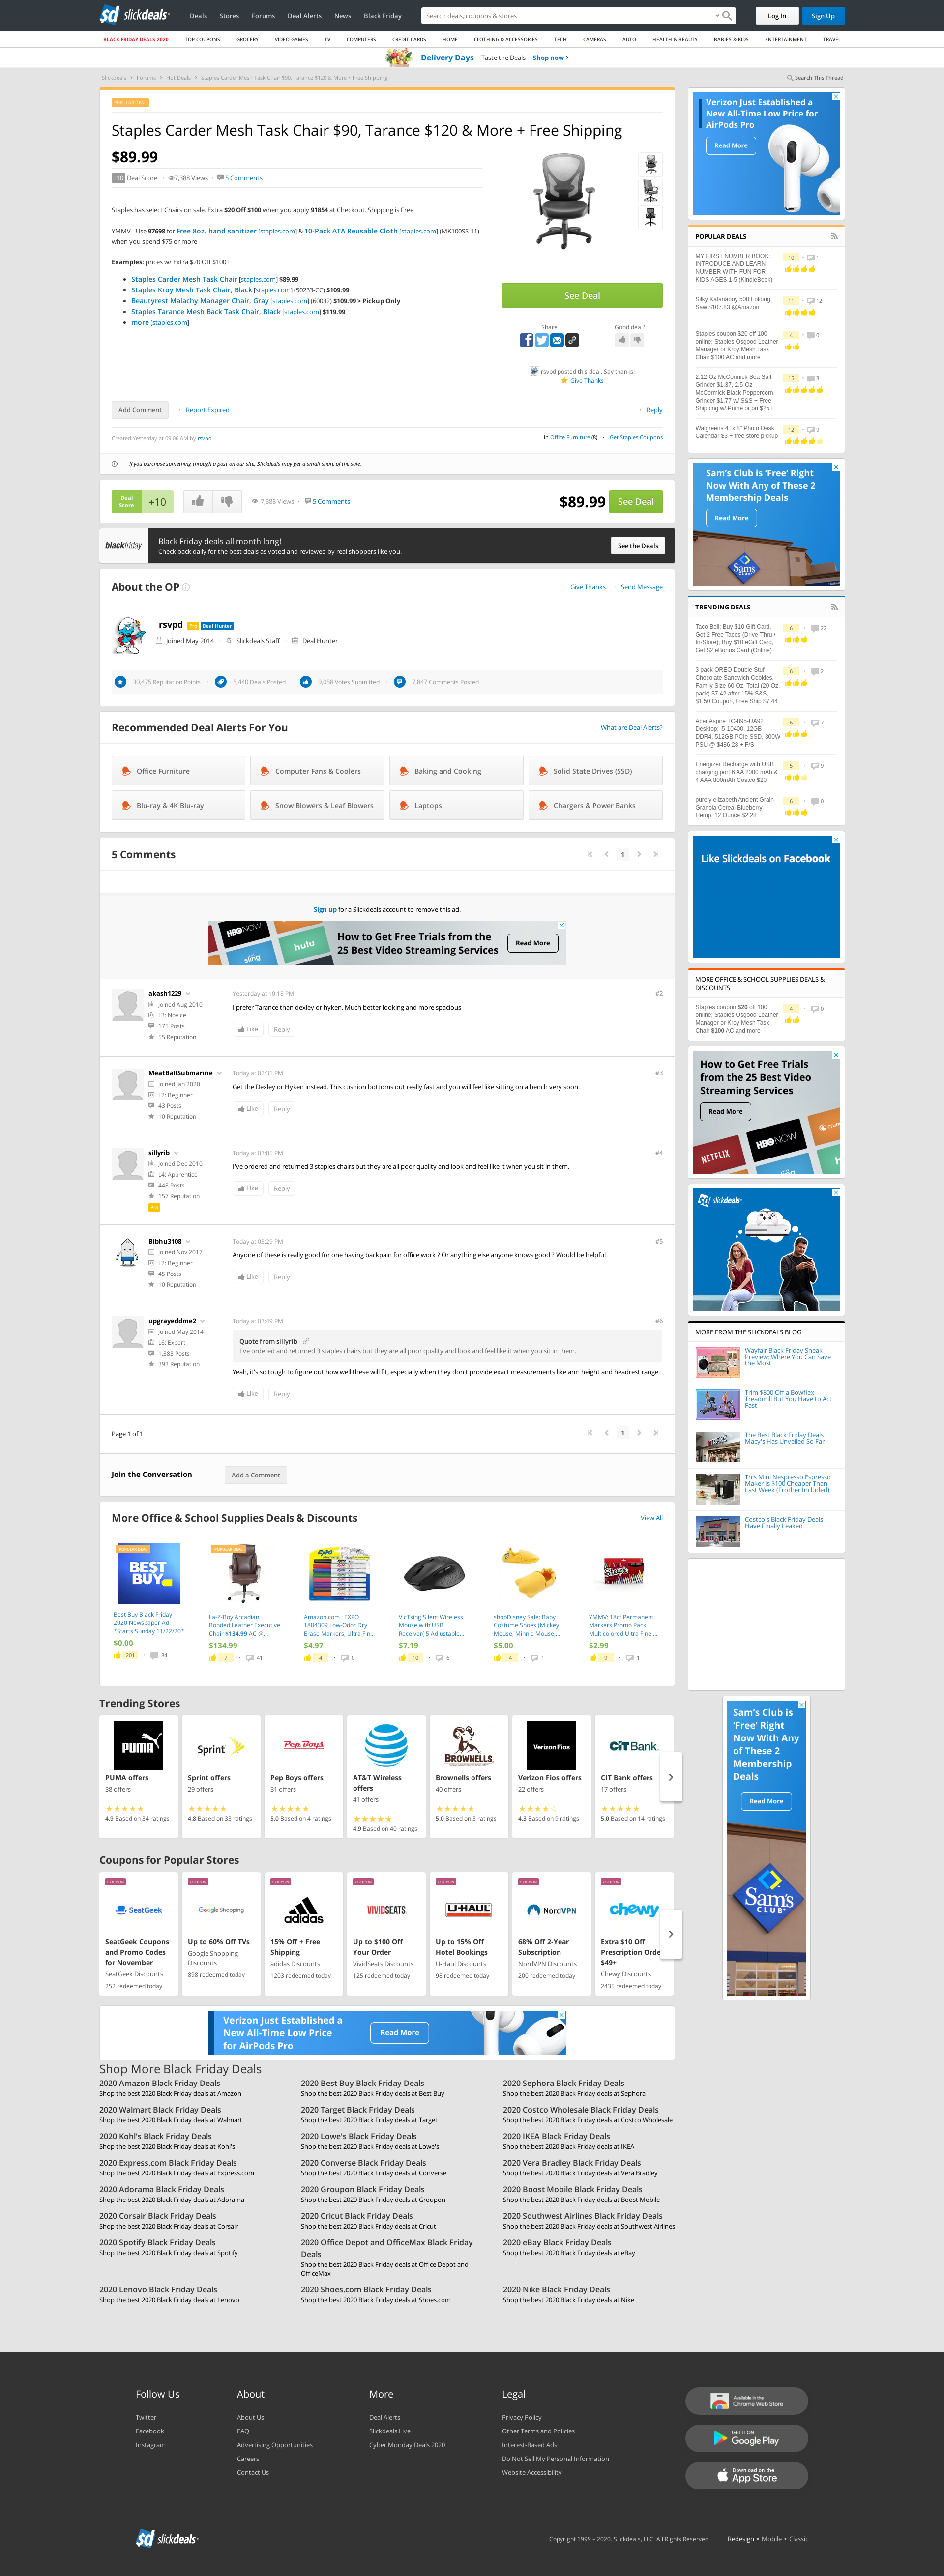 slickdeals
Deals
Stores
Forums
Deal Alerts
News
Black Friday
Search deals, coupons & stores
Log In
Sign Up
BLACK FRIDAY DEALS 2020
TOP COUPONS
GROCERY
VIDEO GAMES
TV
COMPUTERS
CREDIT CARDS
HOME
CLOTHING & ACCESSORIES
TECH
CAMERAS
AUTO
HEALTH & BEAUTY
BABIES & KIDS
ENTERTAINMENT
TRAVEL
Delivery Days Taste the Deals Shop now
Slickdeals > Forums > Hot Deals > Staples Carder Mesh Task Chair $90, Tarance $120 & More + Free Shipping
Search This Thread
POPULAR DEAL
Staples Carder Mesh Task Chair $90, Tarance $120 & More + Free Shipping
$89.99
+10 Deal Score 7,388 Views 5 Comments
Staples has select Chairs on sale. Extra $20 Off $100 when you apply 91854 at Checkout. Shipping is Free
YMMV - Use 97698 for Free 8oz. hand sanitizer [staples.com] & 10-Pack ATA Reusable Cloth [staples.com] (MK100SS-11)
when you spend $75 or more
Examples: prices w/ Extra $20 Off $100+
Staples Carder Mesh Task Chair [staples.com] $89.99
Staples Kroy Mesh Task Chair, Black [staples.com] (50233-CC) $109.99
Beautyrest Malachy Manager Chair, Gray [staples.com] (60032) $109.99 > Pickup Only
Staples Tarance Mesh Back Task Chair, Black [staples.com] $119.99
more [staples.com]
See Deal
Share
Good deal?
rsvpd posted this deal. Say thanks!
Give Thanks
Add Comment
Report Expired
Reply
Created Yesterday at 09:06 AM by rsvpd
in Office Furniture (8) Get Staples Coupons
If you purchase something through a post on our site, Slickdeals may get a small share of the sale.
Deal Score +10
7,388 Views 5 Comments
$89.99 See Deal
blackfriday
Black Friday deals all month long!
Check back daily for the best deals as voted and reviewed by real shoppers like you.
See the Deals
About the OP
Give Thanks Send Message
rsvpd Pro Deal Hunter
Joined May 2014 Slickdeals Staff Deal Hunter
30,475 Reputation Points 5,440 Deals Posted 9,058 Votes Submitted 7,847 Comments Posted
Recommended Deal Alerts For You
What are Deal Alerts?
Office Furniture
Computer Fans & Coolers
Baking and Cooking
Solid State Drives (SSD)
Blu-ray & 4K Blu-ray
Snow Blowers & Leaf Blowers
Laptops
Chargers & Power Banks
5 Comments
1
Sign up for a Slickdeals account to remove this ad.
HBO NOW
sling
hulu
How to Get Free Trials from the
25 Best Video Streaming Services
Read More
akash1229
Joined Aug 2010
L3: Novice
175 Posts
55 Reputation
Yesterday at 10:18 PM
#2
I prefer Tarance than dexley or hyken. Much better looking and more spacious
Like
Reply
MeatBallSubmarine
Joined Jan 2020
L2: Beginner
43 Posts
10 Reputation
Today at 02:31 PM
#3
Get the Dexley or Hyken instead. This cushion bottoms out really fast and you will feel like sitting on a bench very soon.
Like
Reply
sillyrib
Joined Dec 2010
L4: Apprentice
448 Posts
157 Reputation
Pro
Today at 03:05 PM
#4
I've ordered and returned 3 staples chairs but they are all poor quality and look and feel like it when you sit in them.
Like
Reply
Bibhu3108
Joined Nov 2017
L2: Beginner
45 Posts
10 Reputation
Today at 03:29 PM
#5
Anyone of these is really good for one having backpain for office work ? Or anything else anyone knows good ? Would be helpful
Like
Reply
upgrayeddme2
Joined May 2014
L6: Expert
1,383 Posts
393 Reputation
Today at 03:49 PM
#6
Quote from sillyrib
I've ordered and returned 3 staples chairs but they are all poor quality and look and feel like it when you sit in them.
Yeah, it's so tough to figure out how well these will fit, especially when they don't provide exact measurements like arm height and headrest range.
Like
Reply
Page 1 of 1
1
Join the Conversation
Add a Comment
More Office & School Supplies Deals & Discounts
View All
POPULAR DEAL
BEST BUY
Best Buy Black Friday
2020 Newspaper Ad;
*Starts Sunday 11/22/20*
$0.00
201 84
POPULAR DEAL
La-Z-Boy Arcadian
Bonded Leather Executive
Chair $134.99 AC @...
$134.99
7 41
EXPO
Amazon.com : EXPO
1884309 Low-Odor Dry
Erase Markers, Ultra Fin...
$4.97
4 0
VicTsing Silent Wireless
Mouse with USB
Receiver( 5 Adjustable...
$7.19
10 6
shopDisney Sale: Baby
Costume Shoes (Mickey
Mouse, Minnie Mouse,...
$5.00
4 1
YMMV: 18ct Permanent
Markers Promo Pack
Multicolored Ultra Fine ...
$2.99
9 1
Trending Stores
PUMA
PUMA offers
38 offers
4.9 Based on 34 ratings
Sprint
Sprint offers
29 offers
4.8 Based on 33 ratings
Pep Boys
Pep Boys offers
31 offers
5.0 Based on 4 ratings
AT&T Wireless
offers
41 offers
4.9 Based on 40 ratings
BROWNELLS
Brownells offers
40 offers
5.0 Based on 3 ratings
Verizon Fios
Verizon Fios offers
22 offers
4.3 Based on 9 ratings
CIT Bank
CIT Bank offers
17 offers
5.0 Based on 14 ratings
Coupons for Popular Stores
COUPON
SeatGeek
SeatGeek Coupons
and Promo Codes
for November
SeatGeek Discounts
252 redeemed today
COUPON
Google Shopping
Up to 60% Off TVs
Google Shopping
Discounts
898 redeemed today
COUPON
adidas
15% Off + Free
Shipping
adidas Discounts
1203 redeemed today
COUPON
VIVIDSEATS
Up to $100 Off
Your Order
VividSeats Discounts
125 redeemed today
COUPON
U-HAUL
Up to 15% Off
Hotel Bookings
U-Haul Discounts
98 redeemed today
COUPON
NordVPN
68% Off 2-Year
Subscription
NordVPN Discounts
200 redeemed today
COUPON
chewy
Extra $10 Off
Prescription Orde
$49+
Chewy Discounts
2435 redeemed today
Verizon Just Established a
New All-Time Low Price
for AirPods Pro
Read More
Shop More Black Friday Deals
2020 Amazon Black Friday Deals
Shop the best 2020 Black Friday deals at Amazon
2020 Best Buy Black Friday Deals
Shop the best 2020 Black Friday deals at Best Buy
2020 Sephora Black Friday Deals
Shop the best 2020 Black Friday deals at Sephora
2020 Walmart Black Friday Deals
Shop the best 2020 Black Friday deals at Walmart
2020 Target Black Friday Deals
Shop the best 2020 Black Friday deals at Target
2020 Costco Wholesale Black Friday Deals
Shop the best 2020 Black Friday deals at Costco Wholesale
2020 Kohl's Black Friday Deals
Shop the best 2020 Black Friday deals at Kohl's
2020 Lowe's Black Friday Deals
Shop the best 2020 Black Friday deals at Lowe's
2020 IKEA Black Friday Deals
Shop the best 2020 Black Friday deals at IKEA
2020 Express.com Black Friday Deals
Shop the best 2020 Black Friday deals at Express.com
2020 Converse Black Friday Deals
Shop the best 2020 Black Friday deals at Converse
2020 Vera Bradley Black Friday Deals
Shop the best 2020 Black Friday deals at Vera Bradley
2020 Adorama Black Friday Deals
Shop the best 2020 Black Friday deals at Adorama
2020 Groupon Black Friday Deals
Shop the best 2020 Black Friday deals at Groupon
2020 Boost Mobile Black Friday Deals
Shop the best 2020 Black Friday deals at Boost Mobile
2020 Corsair Black Friday Deals
Shop the best 2020 Black Friday deals at Corsair
2020 Cricut Black Friday Deals
Shop the best 2020 Black Friday deals at Cricut
2020 Southwest Airlines Black Friday Deals
Shop the best 2020 Black Friday deals at Southwest Airlines
2020 Spotify Black Friday Deals
Shop the best 2020 Black Friday deals at Spotify
2020 Office Depot and OfficeMax Black Friday
Deals
Shop the best 2020 Black Friday deals at Office Depot and
OfficeMax
2020 eBay Black Friday Deals
Shop the best 2020 Black Friday deals at eBay
2020 Lenovo Black Friday Deals
Shop the best 2020 Black Friday deals at Lenovo
2020 Shoes.com Black Friday Deals
Shop the best 2020 Black Friday deals at Shoes.com
2020 Nike Black Friday Deals
Shop the best 2020 Black Friday deals at Nike
Verizon Just Established a
New All-Time Low Price for
AirPods Pro
Read More
POPULAR DEALS
MY FIRST NUMBER BOOK:
INTRODUCE AND LEARN
NUMBER WITH FUN FOR
KIDS AGES 1-5 (KindleBook)
10 1
Silky Katanaboy 500 Folding
Saw $107.83 @Amazon
11 12
Staples coupon $20 off 100
online; Staples Osgood Leather
Manager or Kroy Mesh Task
Chair $100 AC and more
4 0
2.12-Oz McCormick Sea Salt
Grinder $1.37, 2.5-Oz
McCormick Black Peppercorn
Grinder $1.77 w/ S&S + Free
Shipping w/ Prime or on $25+
15 3
Walgreens 4" x 8" Photo Desk
Calendar $3 + free store pickup
12 9
Sam's Club is 'Free' Right
Now With Any of These 2
Membership Deals
Read More
Sam's CLUB
TRENDING DEALS
Taco Bell: Buy $10 Gift Card,
Get 2 Free Tacos (Drive-Thru /
In-Store); Buy $10 eGift Card,
Get $2 eBonus Card (Online)
6 22
3 pack OREO Double Stuf
Chocolate Sandwich Cookies,
Family Size 60 Oz. Total (20 Oz.
pack) $7.42 after 15% S&S,
$1.50 Coupon, Free Ship $7.44
6 2
Acer Aspire TC-895-UA92
Desktop: i5-10400, 12GB
DDR4, 512GB PCIe SSD, 300W
PSU @ $486.28 + F/S
6 7
Energizer Recharge with USB
charging port 6 AA 2000 mAh &
4 AAA 800mAh Costco $20
5 9
purely elizabeth Ancient Grain
Granola Cereal Blueberry
Hemp, 12 Ounce $2.28
6 0
Like Slickdeals on Facebook
MORE OFFICE & SCHOOL SUPPLIES DEALS &
DISCOUNTS
Staples coupon $20 off 100
online; Staples Osgood Leather
Manager or Kroy Mesh Task
Chair $100 AC and more
4 0
How to Get Free Trials
from the 25 Best Video
Streaming Services
Read More
NETFLIX
HBO NOW
slickdeals
MORE FROM THE SLICKDEALS BLOG
Wayfair Black Friday Sneak
Preview: Where You Can Save
the Most
Trim $800 Off a Bowflex
Treadmill But You Have to Act
Fast
The Best Black Friday Deals
Macy's Has Unveiled So Far
This Mini Nespresso Espresso
Maker Is $100 Cheaper Than
Last Week (Frother Included)
Costco's Black Friday Deals
Have Finally Leaked
Sam's Club is
'Free' Right
Now With Any
of These 2
Membership
Deals
Read More
Sam's CLUB
Follow Us
Twitter
Facebook
Instagram
About
About Us
FAQ
Advertising Opportunities
Careers
Contact Us
More
Deal Alerts
Slickdeals Live
Cyber Monday Deals 2020
Legal
Privacy Policy
Other Terms and Policies
Interest-Based Ads
Do Not Sell My Personal Information
Website Accessibility
Available in the
Chrome Web Store
GET IT ON
Google Play
Download on the
App Store
slickdeals
Copyright 1999 - 2020. Slickdeals, LLC. All Rights Reserved.
Redesign • Mobile • Classic